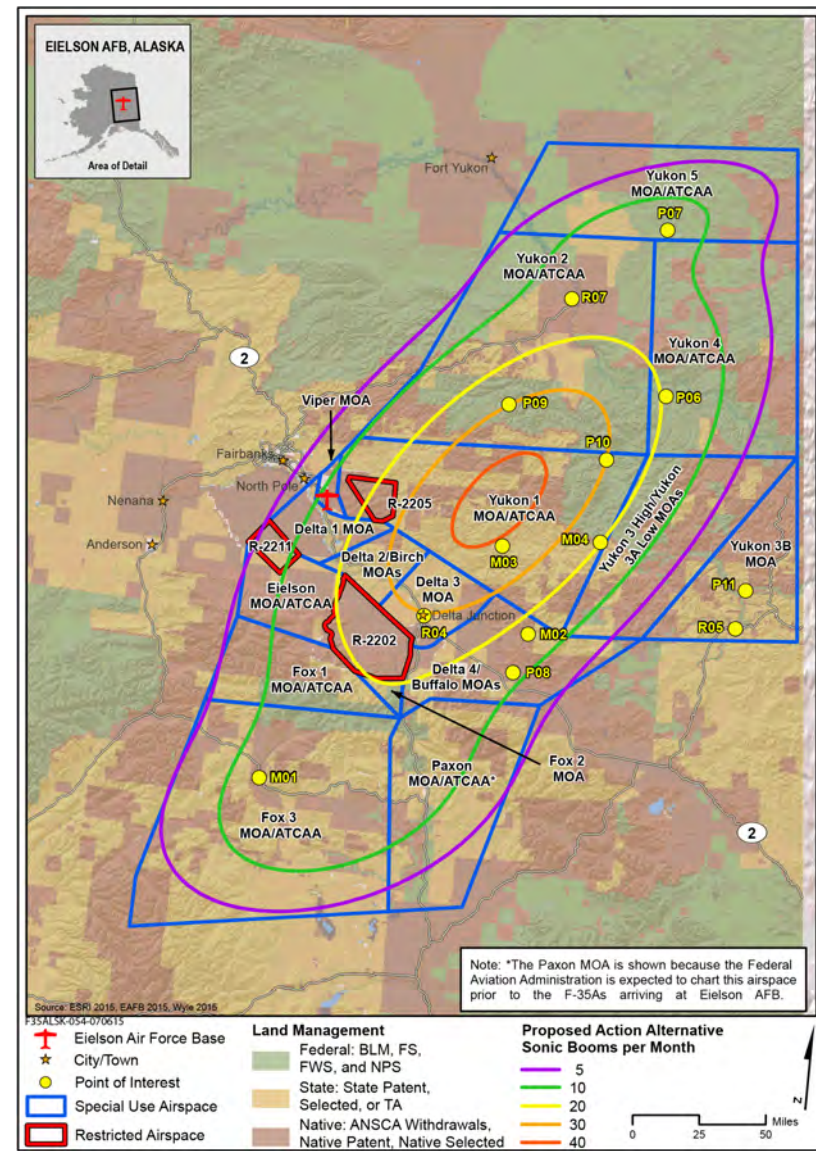 EIELSON AFB, ALASKA
Area of Detail
Fort Yukon
Yukon 5
MOA/ATCAA
P07
Yukon 2
MOA/ATCAA
R07
2
Yukon 4
MOA/ATCAA
Viper MOA
P09
P06
Fairbanks
P10
North Pole
R-2205
Yukon 1
MOA/ATCAA
Nenana
Delta 1 MOA
Anderson
R-2211
Delta 2/Birch
MOAs
M04
M03
Yukon 3 High/Yukon
3A Low MOAs
Yukon 3B
MOA
Delta 3
MOA
Eielson
MOA/ATCAA
P11
Delta Junction
R04
R05
R-2202
M02
Fox 1
MOA/ATCAA
Delta 4/
Buffalo MOAs
P08
Fox 2
MOA
Paxon
MOA/ATCAA*
M01
Fox 3
MOA/ATCAA
2
Note: *The Paxon MOA is shown because the Federal
Aviation Administration is expected to chart this airspace
prior to the F-35As arriving at Eielson AFB.
Source: ESRI 2015, EAFB 2015, Wyle 2015
F35ALSK-054-070615
Eielson Air Force Base
City/Town
Point of Interest
Special Use Airspace
Restricted Airspace
Land Management
Federal: BLM, FS,
FWS, and NPS
State: State Patent,
Selected, or TA
Native: ANSCA Withdrawals,
Native Patent, Native Selected
Proposed Action Alternative
Sonic Booms per Month
5
10
20
30
40
N
Miles
0 25 50